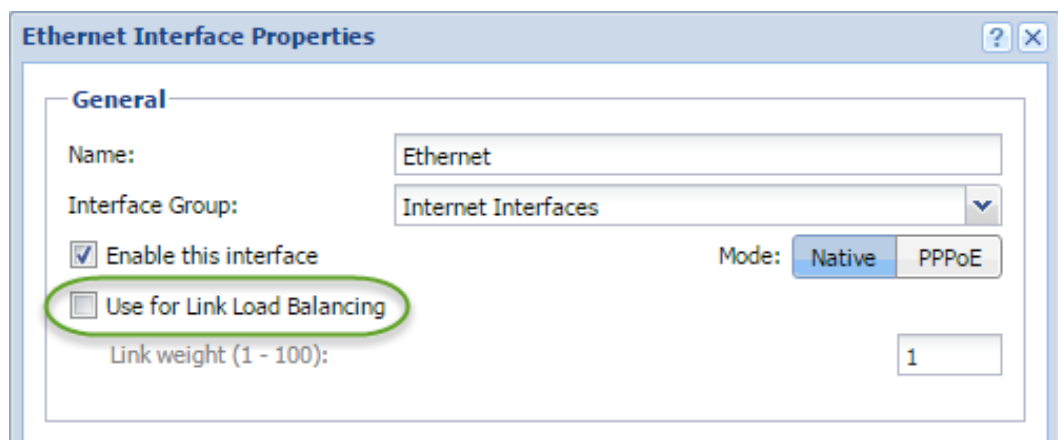 Ethernet Interface Properties ?
General
Name: Ethernet
Interface Group: Internet Interfaces
Enable this interface Mode: Native PPPoE
Use for Link Load Balancing
Link weight (1 - 100): 1